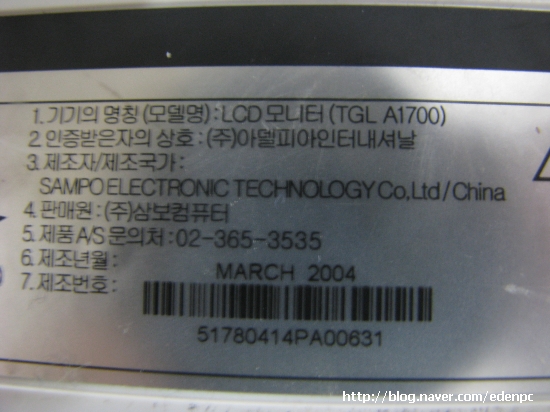 1. 기기의 명칭 (모델명) : LCD 모니터 (TGL A1700)
2. 인증받은자의 상호 : (주)아델피아인터내셔날
3. 제조자/제조국가 :
SAMPO ELECTRONIC TECHNOLOGY Co,Ltd / China
4. 판매원 : (주)삼보컴퓨터
5. 제품 A/S 문의처 : 02-365-3535
6. 제조년월 : MARCH 2004
7. 제조번호 :
51780414PA00631
http://blog.naver.com/edenpc